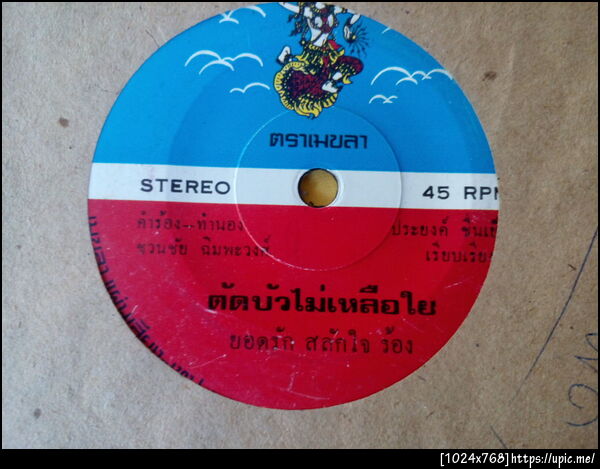 ตราเมขลา
STEREO
45 RPM
คำร้อง-ทำนอง
ชวนชัย ฉิมพะวงศ์
ประยงค์ ชื่นเย็
เรียบเรีย
ตัดบัวไม่เหลือใย
ยอดรัก สลักใจ ร้อง
[1024x768]https://upic.me/